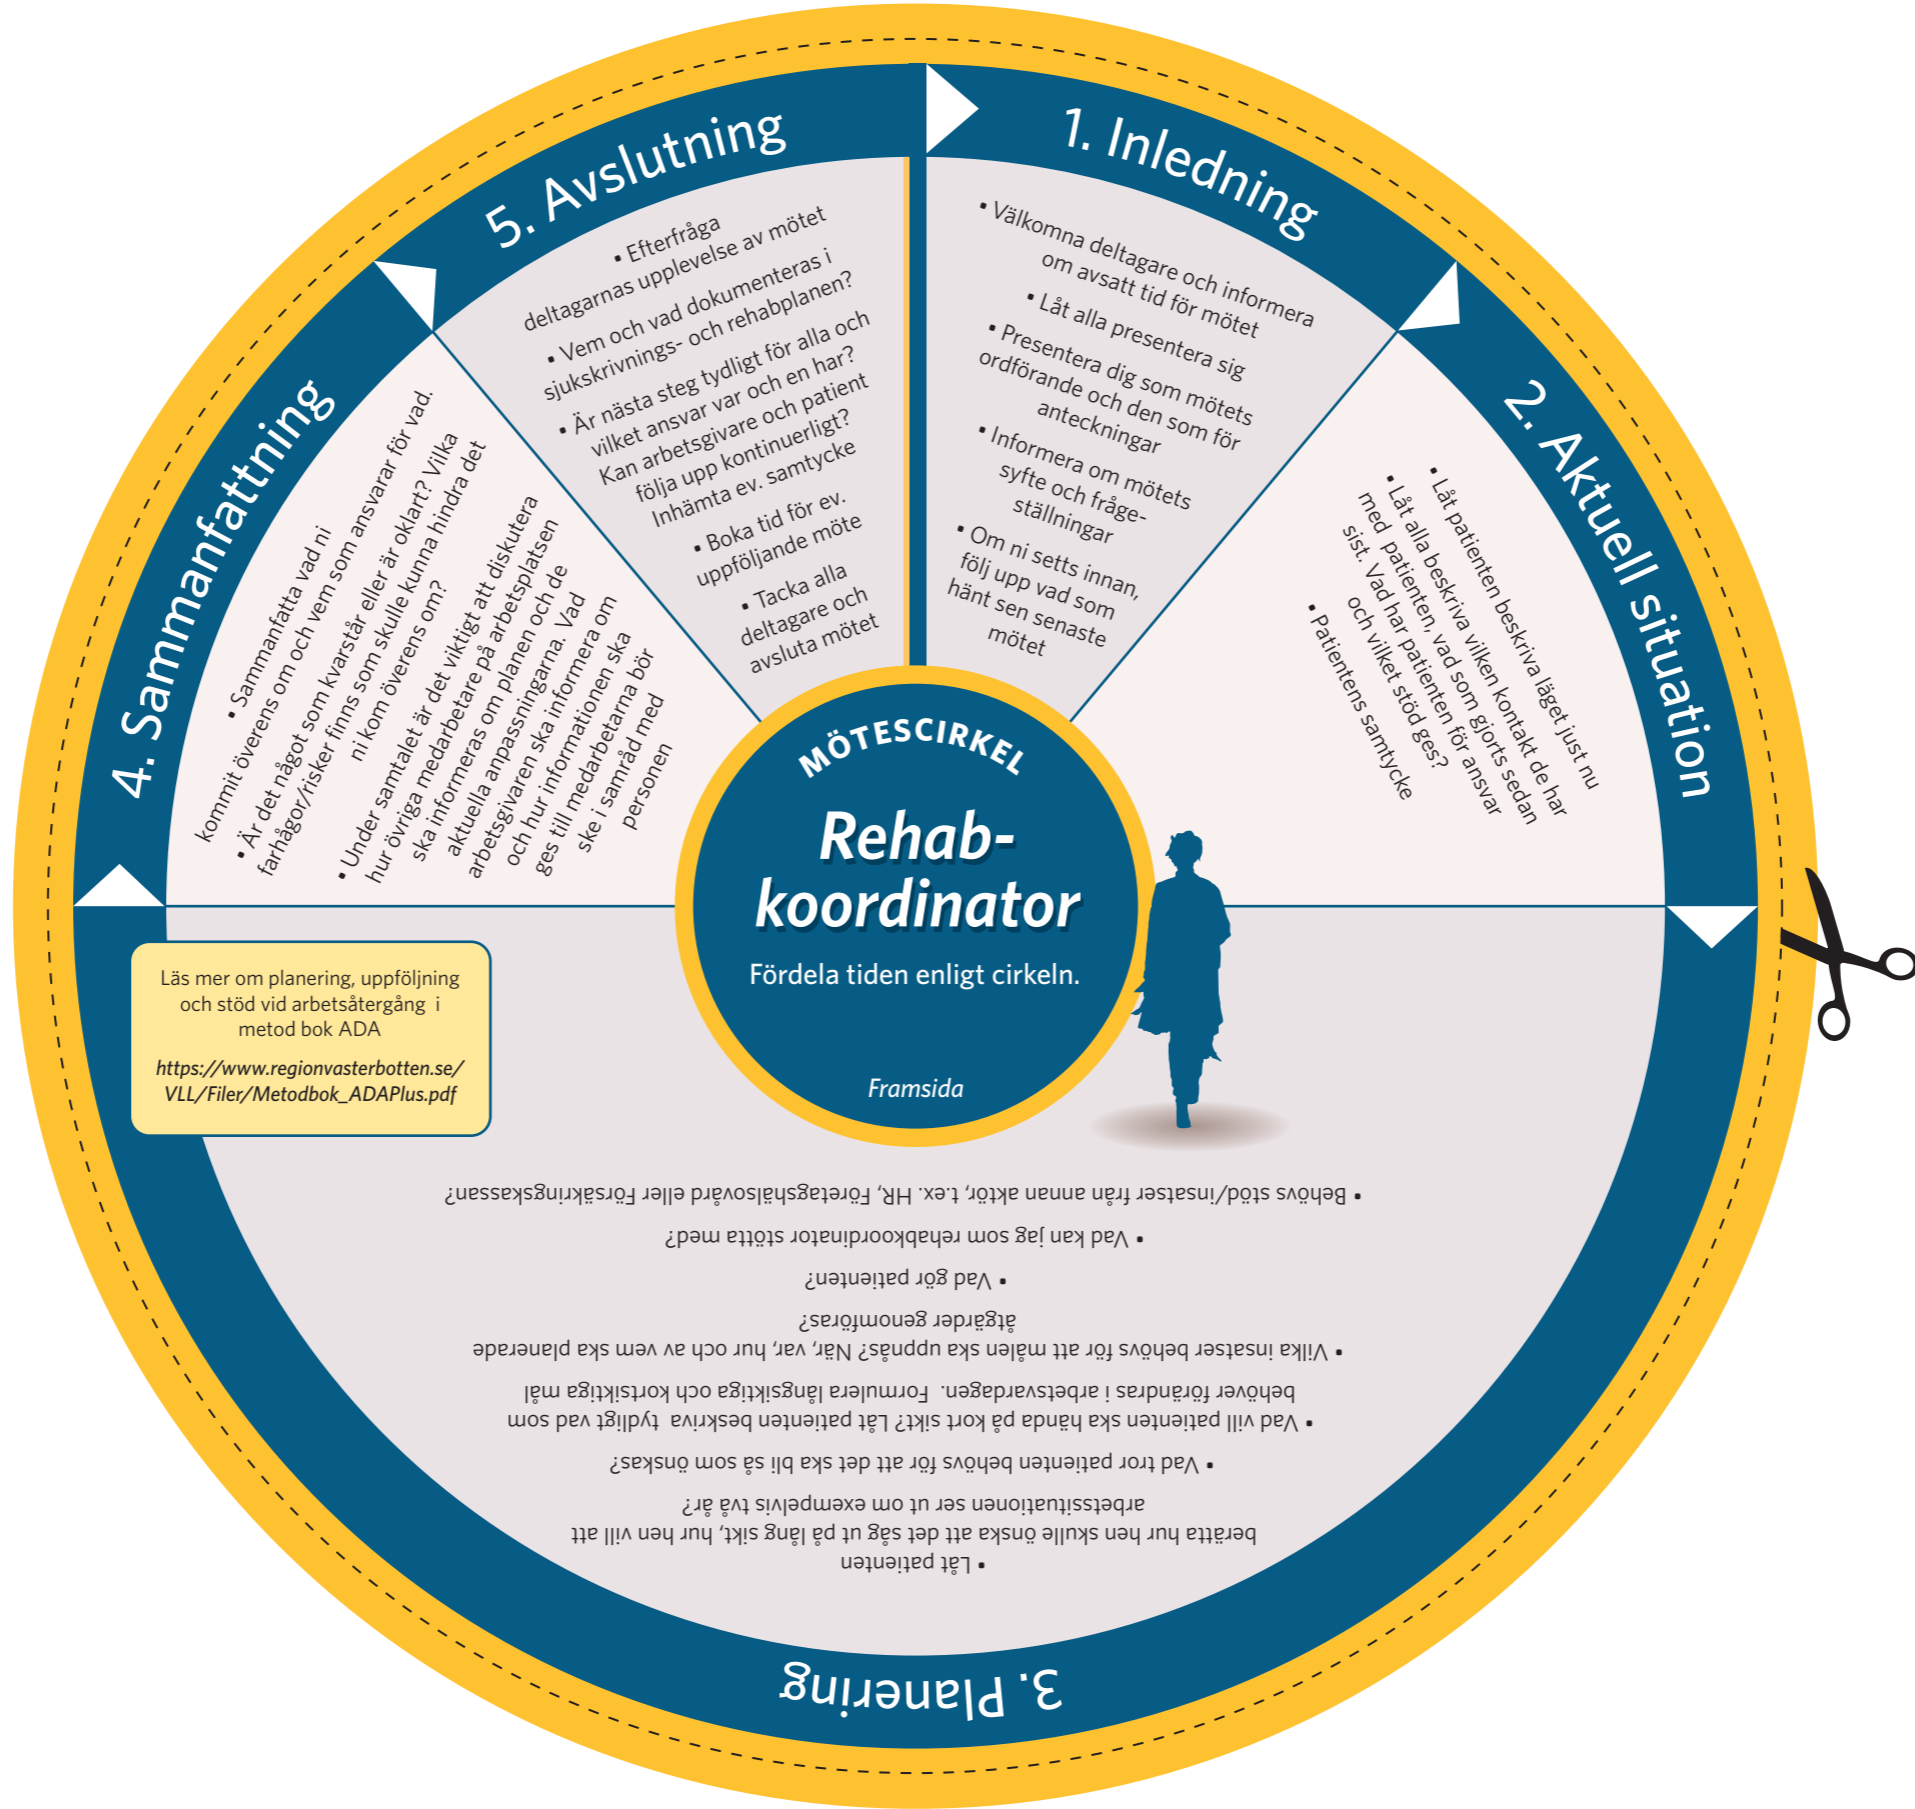 MÖTESCIRKEL
Rehab-
koordinator
Fördela tiden enligt cirkeln.
Framsida
1. Inledning
▪ Välkomna deltagare och informera
om avsatt tid för mötet
▪ Låt alla presentera sig
▪ Presentera dig som mötets
ordförande och den som för
anteckningar
▪ Informera om mötets
syfte och fråge-
ställningar
▪ Om ni setts innan,
följ upp vad som
hänt sen senaste
mötet
2. Aktuell situation
▪ Låt patienten beskriva läget just nu
▪ Låt alla beskriva vilken kontakt de har
med patienten, vad som gjorts sedan
sist. Vad har patienten för ansvar
och vilket stöd ges?
▪ Patientens samtycke
3. Planering
▪ Låt patienten
berätta hur hen skulle önska att det såg ut på lång sikt, hur hen vill att
arbetssituationen ser ut om exempelvis två år?
▪ Vad tror patienten behövs för att det ska bli så som önskas?
▪ Vad vill patienten ska hända på kort sikt? Låt patienten beskriva tydligt vad som
behöver förändras i arbetsvardagen. Formulera långsiktiga och kortsiktiga mål
▪ Vilka insatser behövs för att målen ska uppnås? När, var, hur och av vem ska planerade
åtgärder genomföras?
▪ Vad gör patienten?
▪ Vad kan jag som rehabkoordinator stötta med?
▪ Behövs stöd/insatser från annan aktör, t.ex. HR, Företagshälsovård eller Försäkringskassan?
4. Sammanfattning
▪ Sammanfatta vad ni
kommit överens om och vem som ansvarar för vad.
▪ Är det något som kvarstår eller är oklart? Vilka
farhågor/risker finns som skulle kunna hindra det
ni kom överens om?
▪ Under samtalet är det viktigt att diskutera
hur övriga medarbetare på arbetsplatsen
ska informeras om planen och de
aktuella anpassningarna. Vad
arbetsgivaren ska informera om
och hur informationen ska
ges till medarbetarna bör
ske i samråd med
personen
5. Avslutning
▪ Efterfråga
deltagarnas upplevelse av mötet
▪ Vem och vad dokumenteras i
sjukskrivnings- och rehabplanen?
▪ Är nästa steg tydligt för alla och
vilket ansvar var och en har?
Kan arbetsgivare och patient
följa upp kontinuerligt?
Inhämta ev. samtycke
▪ Boka tid för ev.
uppföljande möte
▪ Tacka alla
deltagare och
avsluta mötet
Läs mer om planering, uppföljning
och stöd vid arbetsåtergång i
metod bok ADA
https://www.regionvasterbotten.se/
VLL/Filer/Metodbok_ADAPlus.pdf